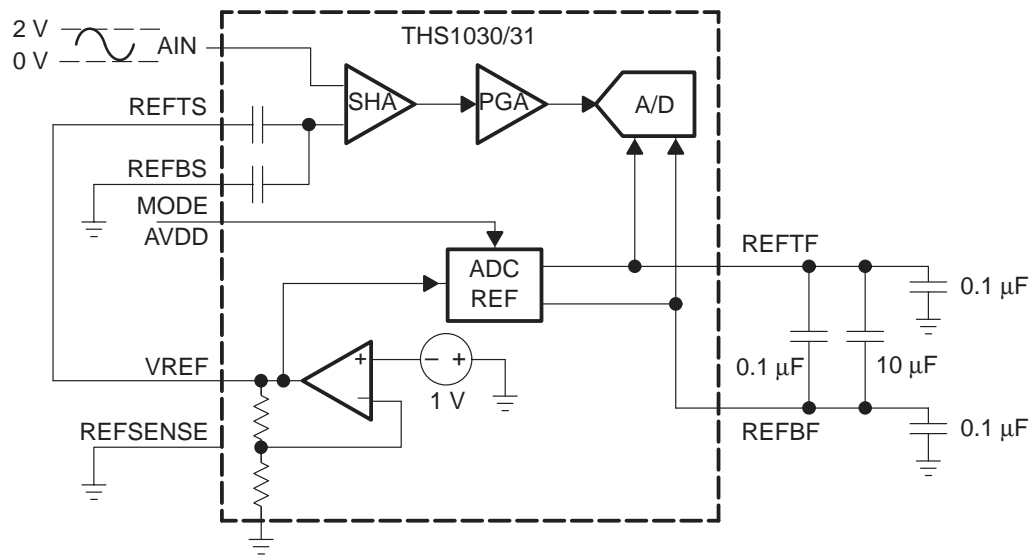 2 V
0 V
AIN
THS1030/31
SHA
PGA
A/D
REFTS
REFBS
MODE
AVDD
ADC
REF
REFTF
0.1 μF
0.1 μF
10 μF
VREF
+
−
− +
1 V
REFSENSE
REFBF
0.1 μF